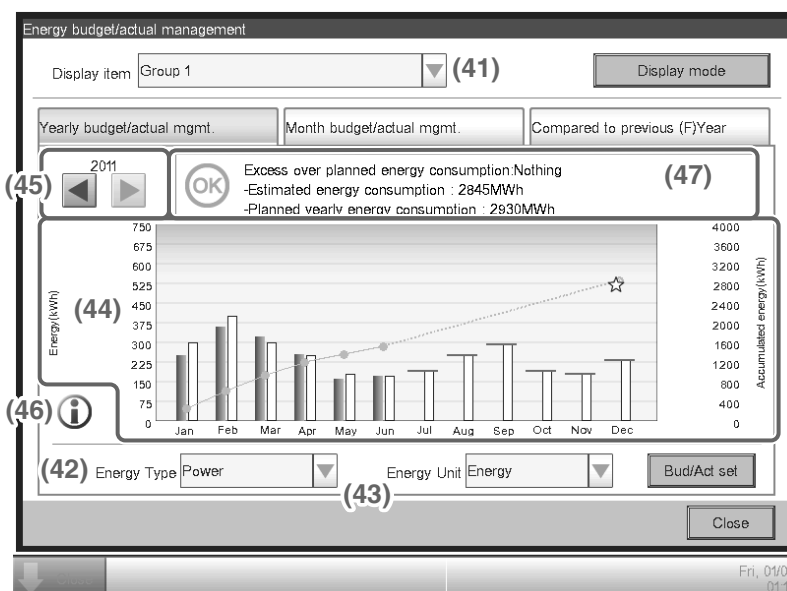 Energy budget/actual management
Display item Group 1 (41) Display mode
Yearly budget/actual mgmt. Month budget/actual mgmt. Compared to previous (F)Year
(45) 2011
OK
Excess over planned energy consumption:Nothing
-Estimated energy consumption : 2845MWh
-Planned yearly energy consumption : 2930MWh
(47)
(44)
Energy(kWh)
750
675
600
525
450
375
300
225
150
75
0
4000
3600
3200
2800
2400
2000
1600
1200
800
400
0
Accumulated energy(kWh)
Jan Feb Mar Apr May Jun Jul Aug Sep Oct Nov Dec
(46) i
(42) Energy Type Power (43) Energy Unit Energy Bud/Act set
Close
Fri, 01/0